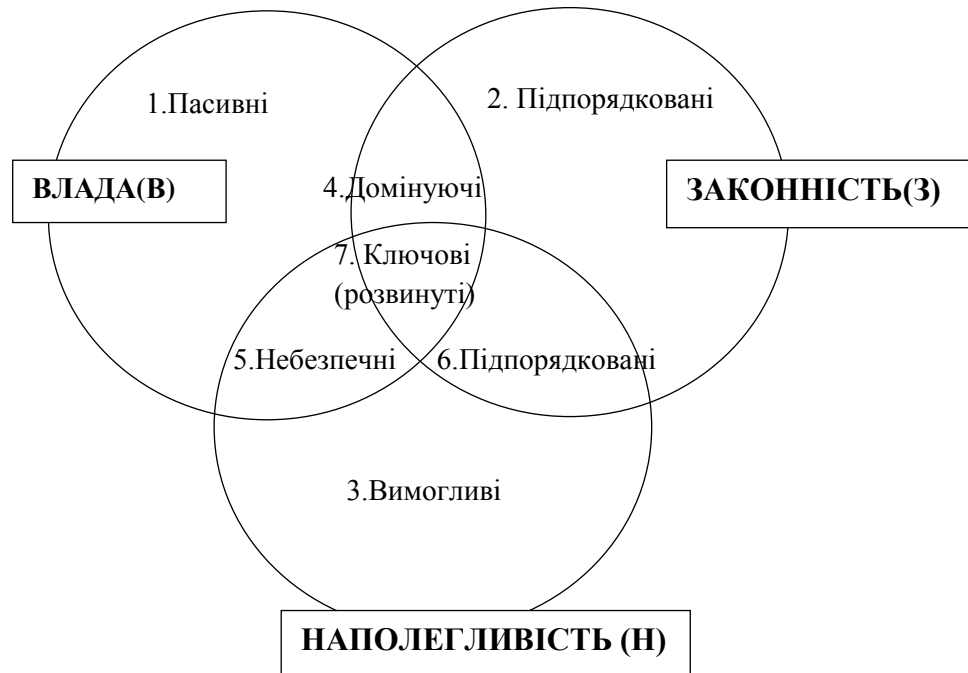 1.Пасивні
2. Підпорядковані
ВЛАДА(В)
4.Домінуючі
ЗАКОННІСТЬ(З)
7. Ключові
(розвинуті)
5.Небезпечні
6.Підпорядковані
3.Вимогливі
НАПОЛЕГЛИВІСТЬ (Н)